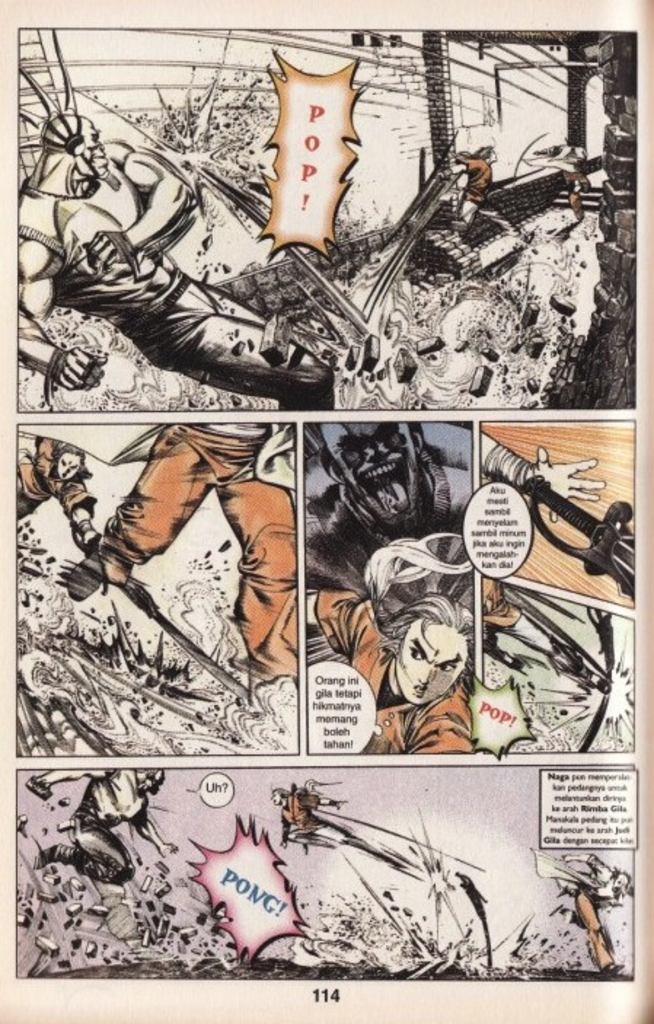 POP!
Aku
mesti
sambil
menyelam
sambil minum
jika aku ingin
mengalah-
kan dia!
Orang ini
gila tetapi
hikmatnya
memang
boleh
tahan!
POP!
Uh?
PONG!
Naga pun memperalat-
kan pedangnya untuk
melantunkan dirinya
ke arah Rimba Gila.
Manakala pedang itu pun
meluncur ke arah Judi
Gila dengan secepat kilat.
114